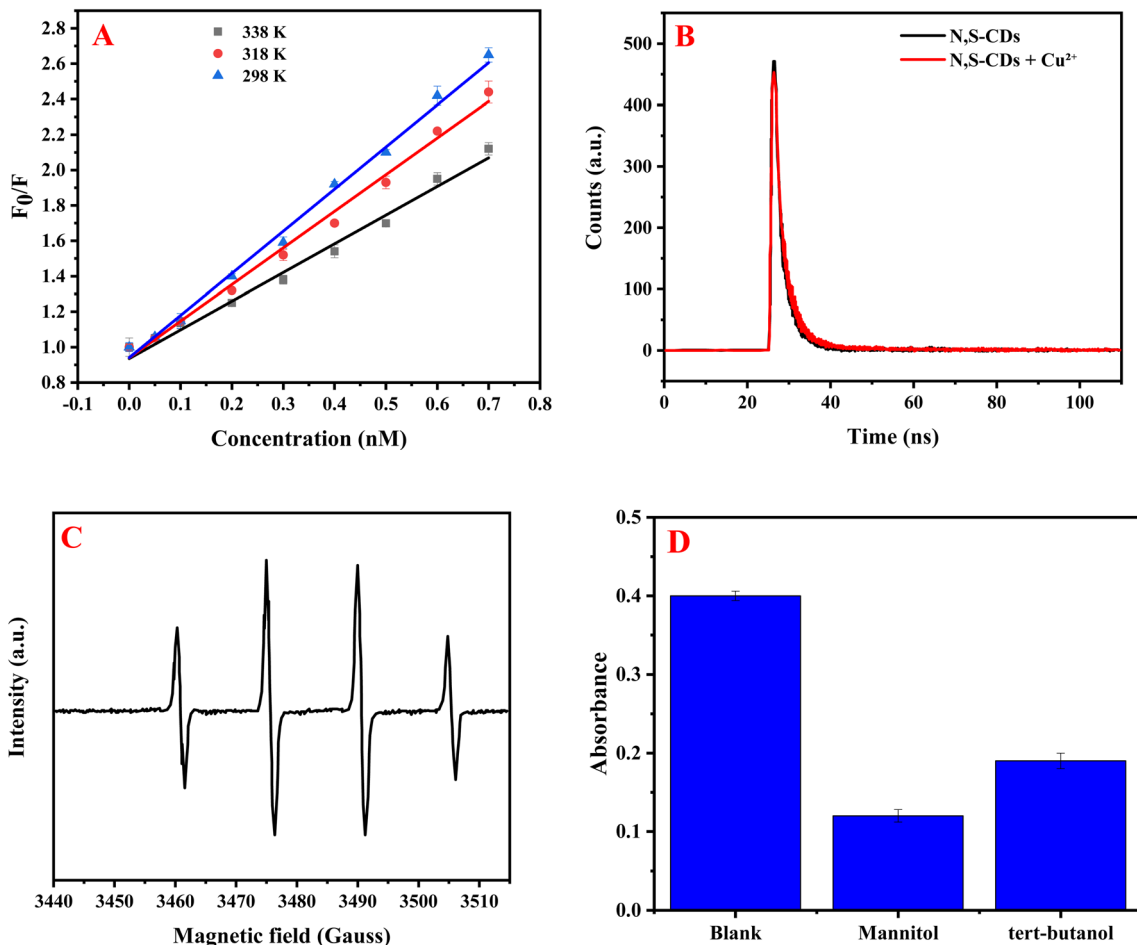 A
338 K
318 K
298 K
F₀/F
2.8
2.6
2.4
2.2
2.0
1.8
1.6
1.4
1.2
1.0
0.8
-0.1 0.0 0.1 0.2 0.3 0.4 0.5 0.6 0.7 0.8
Concentration (nM)
B
N,S-CDs
N,S-CDs + Cu²⁺
Counts (a.u.)
500
400
300
200
100
0
0 20 40 60 80 100
Time (ns)
C
Intensity (a.u.)
3440 3450 3460 3470 3480 3490 3500 3510
Magnetic field (Gauss)
D
Absorbance
0.5
0.4
0.3
0.2
0.1
0.0
Blank Mannitol tert-butanol